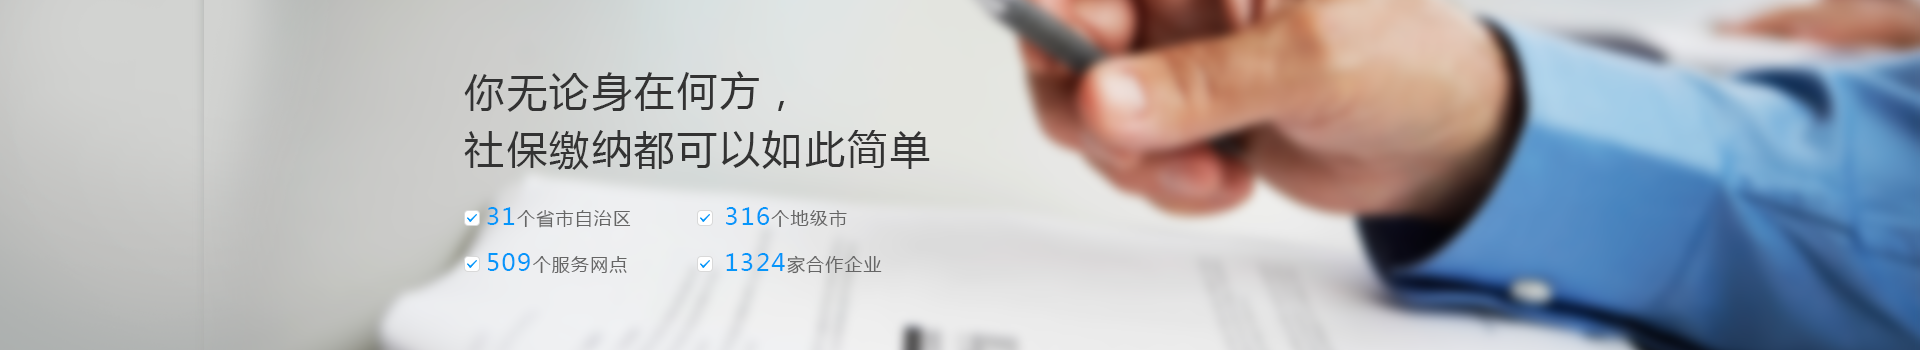 你无论身在何方，
社保缴纳都可以如此简单
31个省市自治区 316个地级市
509个服务网点 1324家合作企业